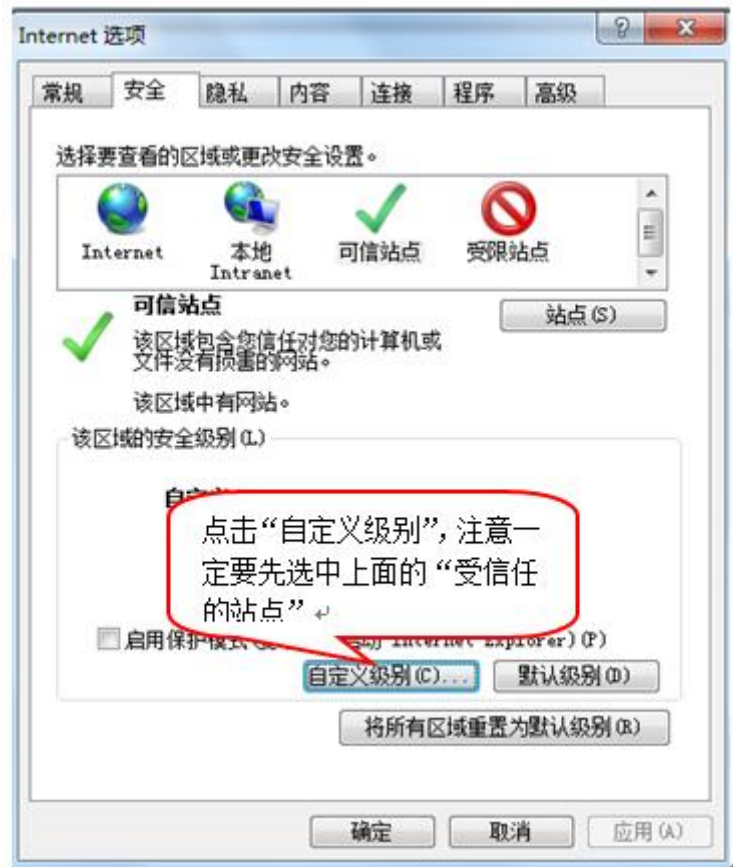 Internet 选项
常规 安全 隐私 内容 连接 程序 高级
选择要查看的区域或更改安全设置。
Internet 本地 可信站点 受限站点
Intranet
可信站点
站点(S)
该区域包含您信任对您的计算机或
文件没有损害的网站。
该区域中有网站。
该区域的安全级别(L)
点击“自定义级别”，注意一
定要先选中上面的“受信任
的站点”
启用保护模式 Internet Explorer)(P)
自定义级别(C)... 默认级别(D)
将所有区域重置为默认级别(R)
确定 取消 应用(A)